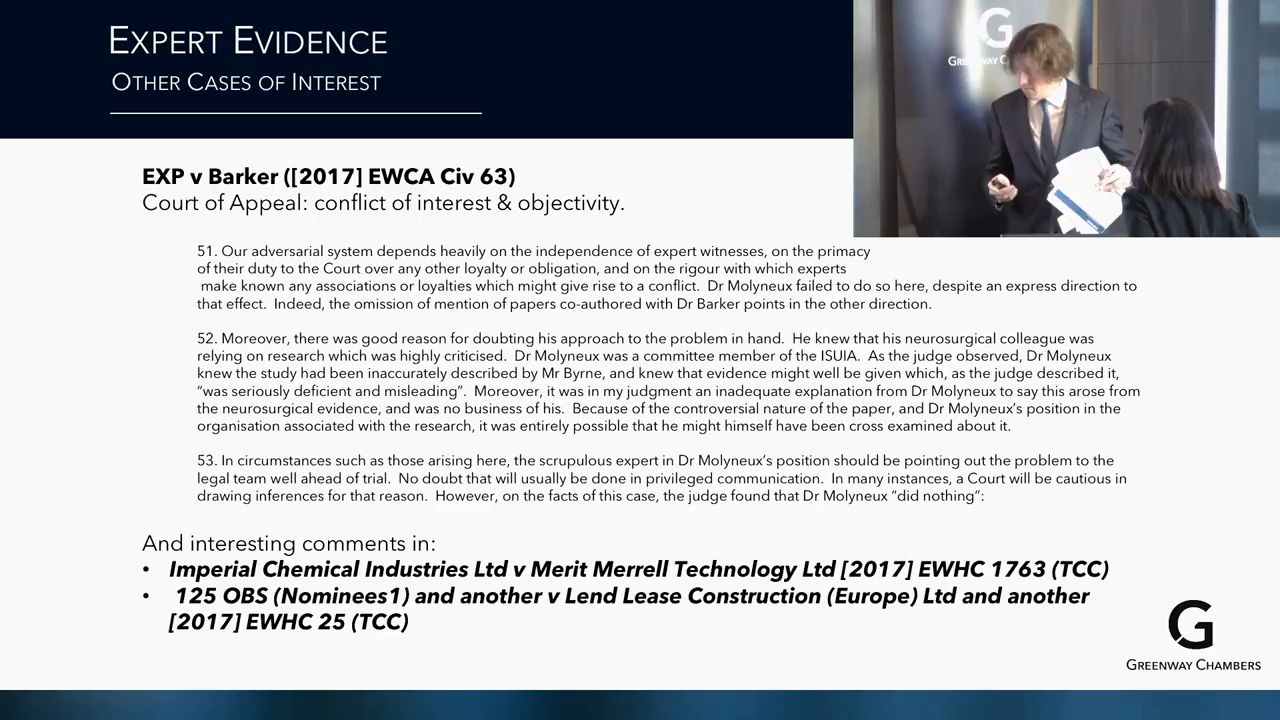 EXPERT EVIDENCE
OTHER CASES OF INTEREST
G
EXP v Barker ([2017] EWCA Civ 63)
Court of Appeal: conflict of interest & objectivity.
51. Our adversarial system depends heavily on the independence of expert witnesses, on the primacy
of their duty to the Court over any other loyalty or obligation, and on the rigour with which experts
make known any associations or loyalties which might give rise to a conflict. Dr Molyneux failed to do so here, despite an express direction to
that effect. Indeed, the omission of mention of papers co-authored with Dr Barker points in the other direction.
52. Moreover, there was good reason for doubting his approach to the problem in hand. He knew that his neurosurgical colleague was
relying on research which was highly criticised. Dr Molyneux was a committee member of the ISUIA. As the judge observed, Dr Molyneux
knew the study had been inaccurately described by Mr Byrne, and knew that evidence might well be given which, as the judge described it,
“was seriously deficient and misleading”. Moreover, it was in my judgment an inadequate explanation from Dr Molyneux to say this arose from
the neurosurgical evidence, and was no business of his. Because of the controversial nature of the paper, and Dr Molyneux’s position in the
organisation associated with the research, it was entirely possible that he might himself have been cross examined about it.
53. In circumstances such as those arising here, the scrupulous expert in Dr Molyneux’s position should be pointing out the problem to the
legal team well ahead of trial. No doubt that will usually be done in privileged communication. In many instances, a Court will be cautious in
drawing inferences for that reason. However, on the facts of this case, the judge found that Dr Molyneux “did nothing”:
And interesting comments in:
• Imperial Chemical Industries Ltd v Merit Merrell Technology Ltd [2017] EWHC 1763 (TCC)
• 125 OBS (Nominees1) and another v Lend Lease Construction (Europe) Ltd and another
[2017] EWHC 25 (TCC)
G
GREENWAY CHAMBERS